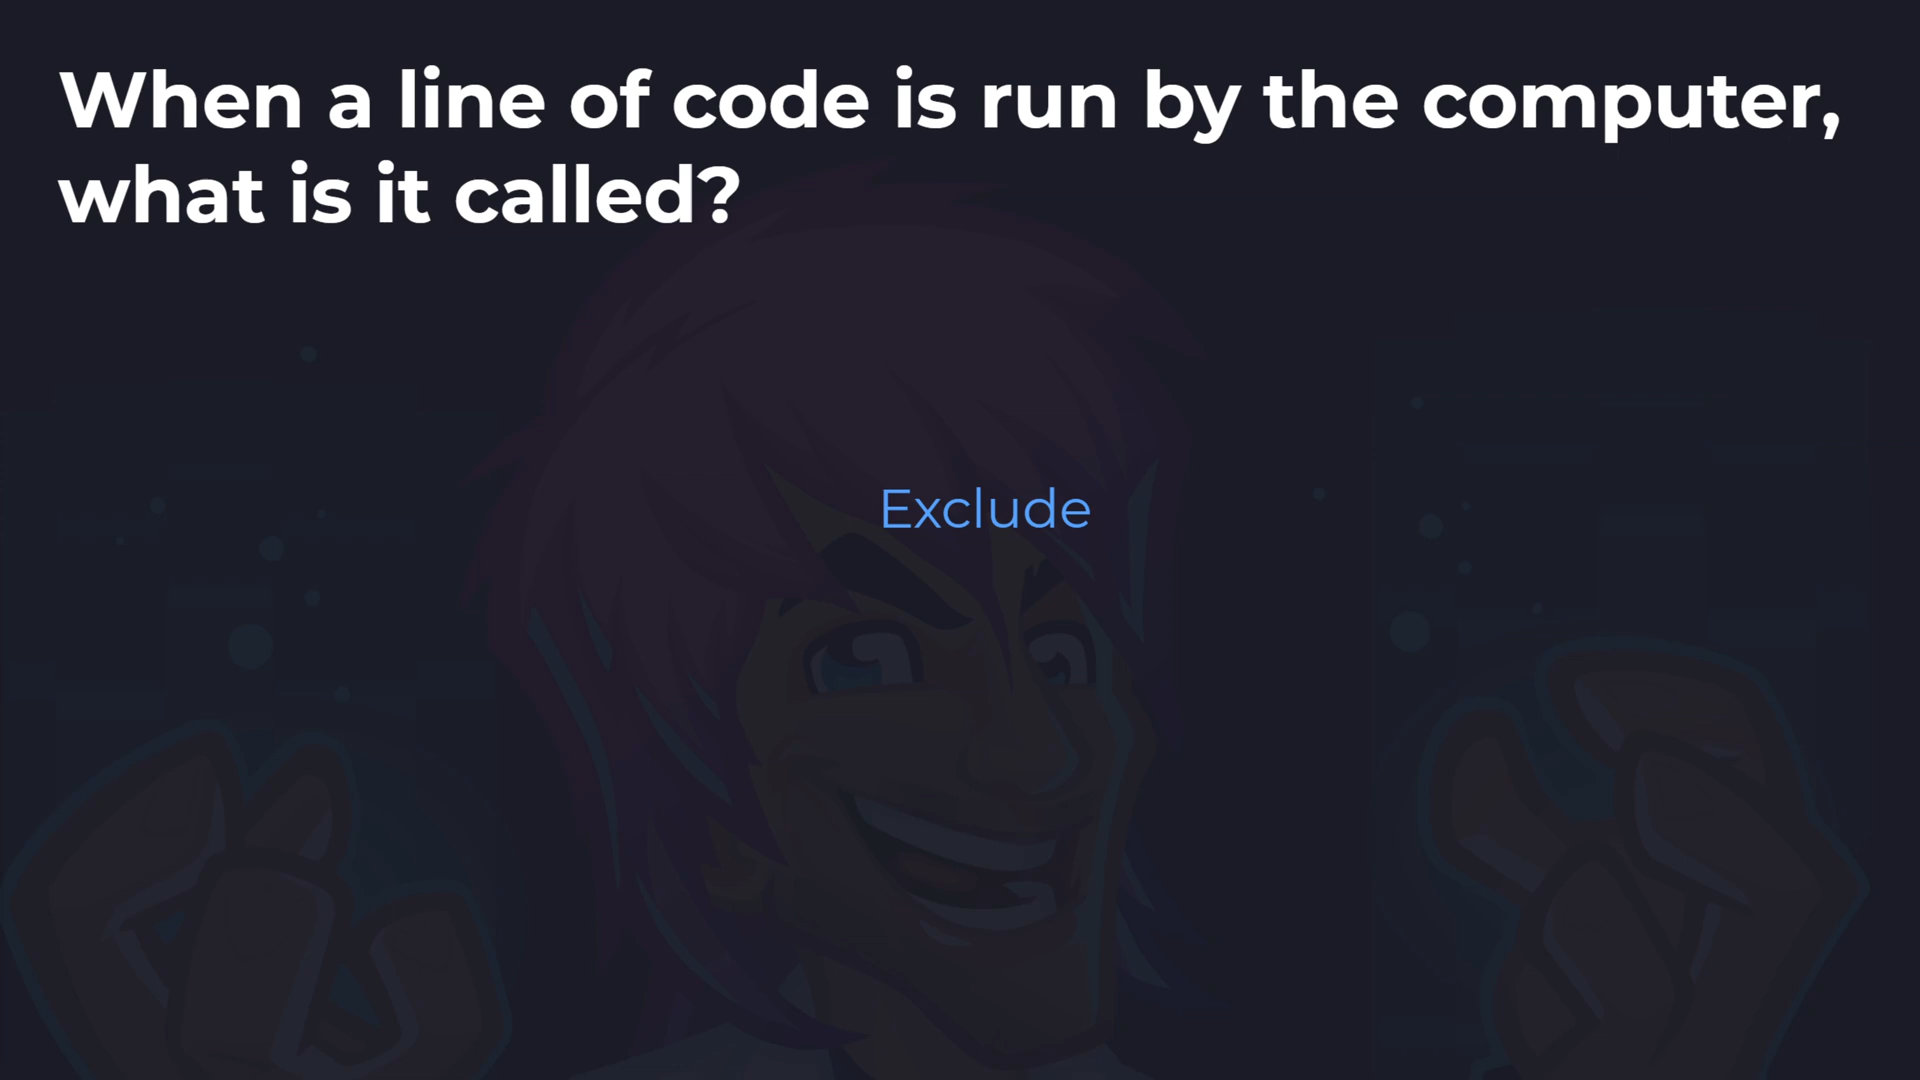 When a line of code is run by the computer,
what is it called?
Exclude